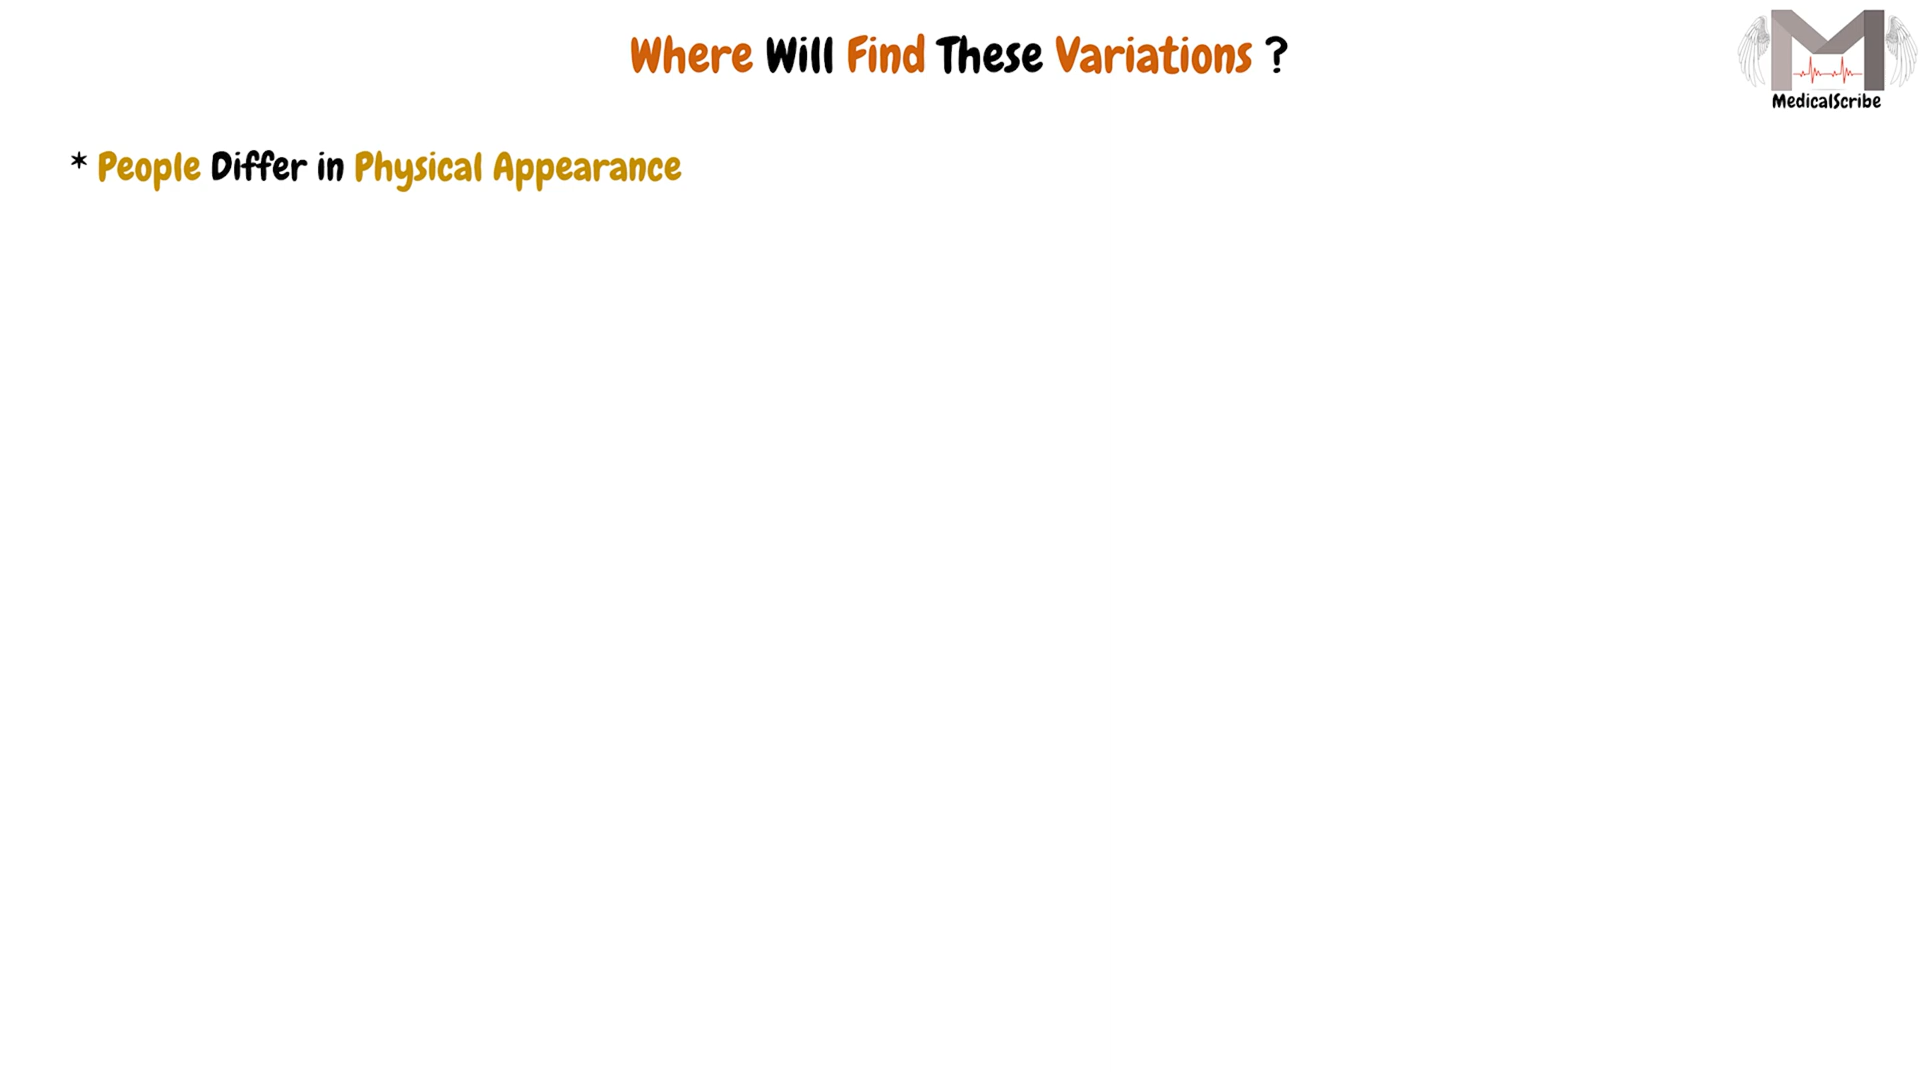 Where Will Find These Variations ?
MedicalScribe
* People Differ in Physical Appearance